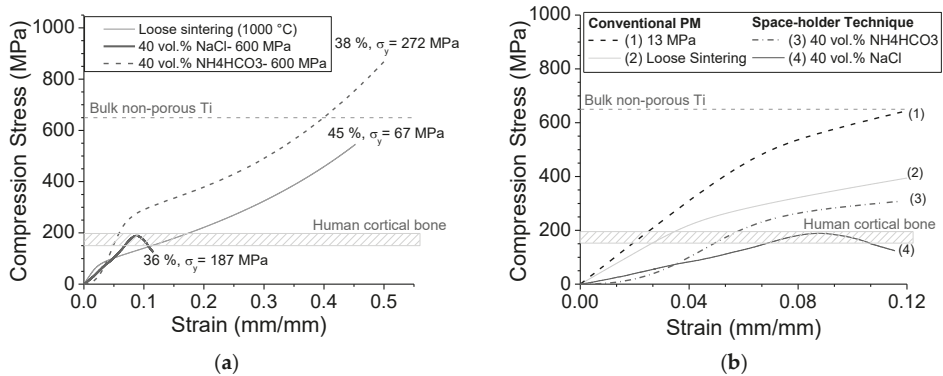 1000
800
600
400
200
0
Compression Stress (MPa)
Loose sintering (1000 °C)
40 vol.% NaCl- 600 MPa
40 vol.% NH4HCO3- 600 MPa
38 %, σy= 272 MPa
Bulk non-porous Ti
45 %, σy= 67 MPa
Human cortical bone
36 %, σy= 187 MPa
0.0 0.1 0.2 0.3 0.4 0.5
Strain (mm/mm)
(a)
1000
800
600
400
200
0
Compression Stress (MPa)
Conventional PM
(1) 13 MPa
(2) Loose Sintering
Space-holder Technique
(3) 40 vol.% NH4HCO3
(4) 40 vol.% NaCl
Bulk non-porous Ti
(1)
(2)
(3)
Human cortical bone
(4)
0.00 0.04 0.08 0.12
Strain (mm/mm)
(b)